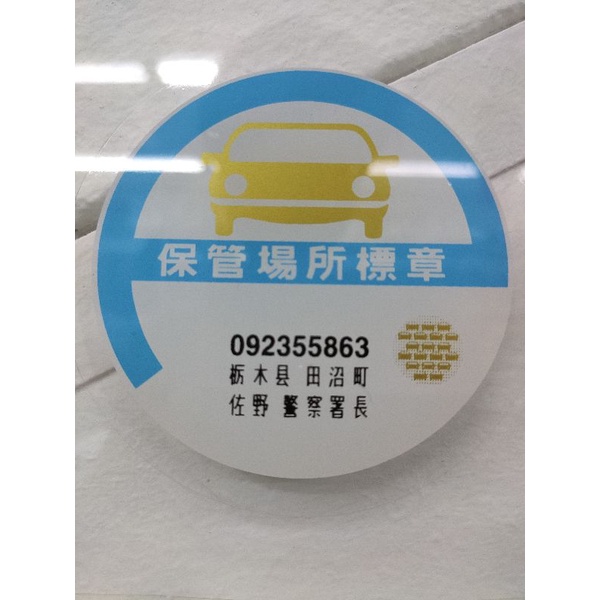 保管場所標章
092355863
栃木県 田沼町
佐野 警察署長